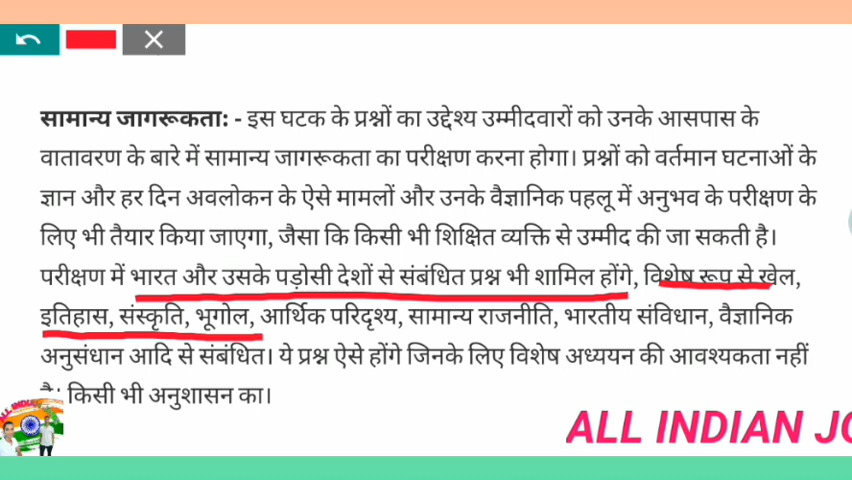 सामान्य जागरूकता: - इस घटक के प्रश्नों का उद्देश्य उम्मीदवारों को उनके आसपास के
वातावरण के बारे में सामान्य जागरूकता का परीक्षण करना होगा। प्रश्नों को वर्तमान घटनाओं के
ज्ञान और हर दिन अवलोकन के ऐसे मामलों और उनके वैज्ञानिक पहलू में अनुभव के परीक्षण के
लिए भी तैयार किया जाएगा, जैसा कि किसी भी शिक्षित व्यक्ति से उम्मीद की जा सकती है।
परीक्षण में भारत और उसके पड़ोसी देशों से संबंधित प्रश्न भी शामिल होंगे, विशेष रूप से खेल,
इतिहास, संस्कृति, भूगोल, आर्थिक परिदृश्य, सामान्य राजनीति, भारतीय संविधान, वैज्ञानिक
अनुसंधान आदि से संबंधित। ये प्रश्न ऐसे होंगे जिनके लिए विशेष अध्ययन की आवश्यकता नहीं
किसी भी अनुशासन का।
ALL INDIAN
ALL INDIAN